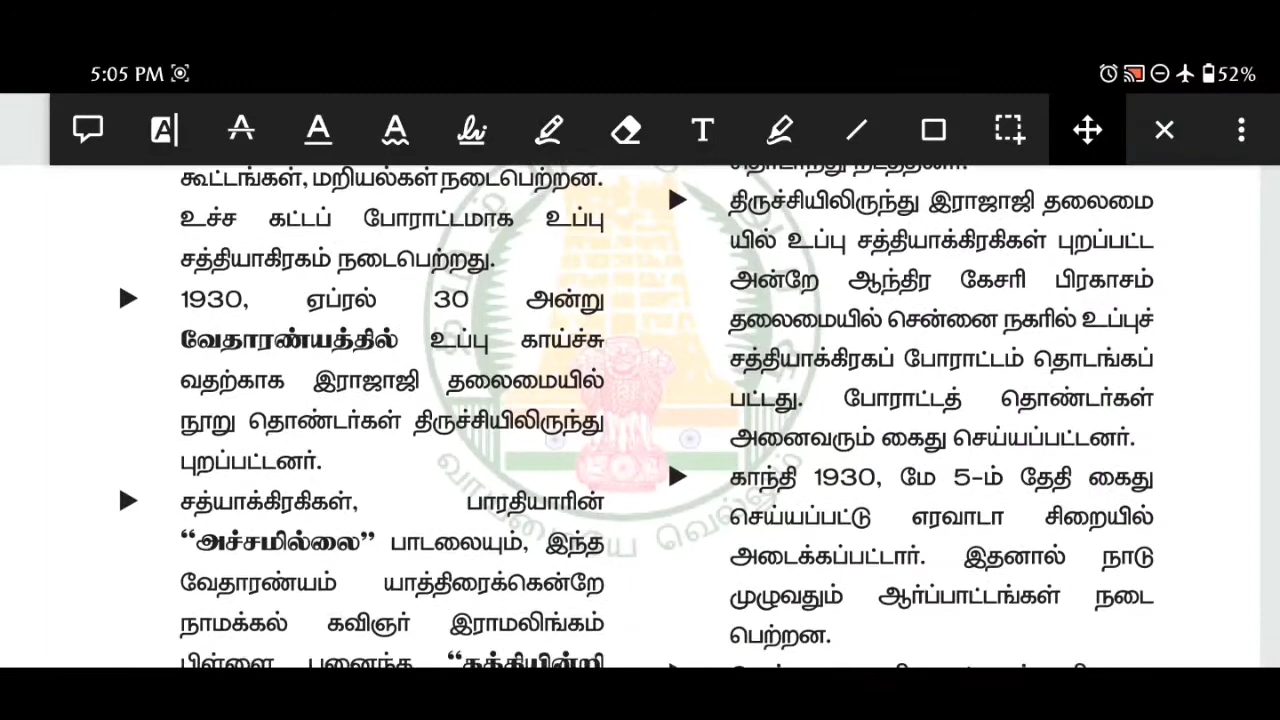 5:05 PM
52%
கூட்டங்கள், மறியல்கள் நடைபெற்றன.
உச்ச கட்டப் போராட்டமாக உப்பு
சத்தியாகிரகம் நடைபெற்றது.
1930, ஏப்ரல் 30 அன்று
வேதாரண்யத்தில் உப்பு காய்ச்சு
வதற்காக இராஜாஜி தலைமையில்
நூறு தொண்டர்கள் திருச்சியிலிருந்து
புறப்பட்டனர்.
சத்யாக்கிரகிகள், பாரதியாரின்
“அச்சமில்லை” பாடலையும், இந்த
வேதாரண்யம் யாத்திரைக்கென்றே
நாமக்கல் கவிஞர் இராமலிங்கம்
பிள்ளை புனைந்த “கத்தியின்றி
தொடர்ந்து நடத்தினர்.
திருச்சியிலிருந்து இராஜாஜி தலைமை
யில் உப்பு சத்தியாக்கிரகிகள் புறப்பட்ட
அன்றே ஆந்திர கேசரி பிரகாசம்
தலைமையில் சென்னை நகரில் உப்புச்
சத்தியாக்கிரகப் போராட்டம் தொடங்கப்
பட்டது. போராட்டத் தொண்டர்கள்
அனைவரும் கைது செய்யப்பட்டனர்.
காந்தி 1930, மே 5-ம் தேதி கைது
செய்யப்பட்டு எரவாடா சிறையில்
அடைக்கப்பட்டார். இதனால் நாடு
முழுவதும் ஆர்ப்பாட்டங்கள் நடை
பெற்றன.
வாய்மையே வெல்லும்